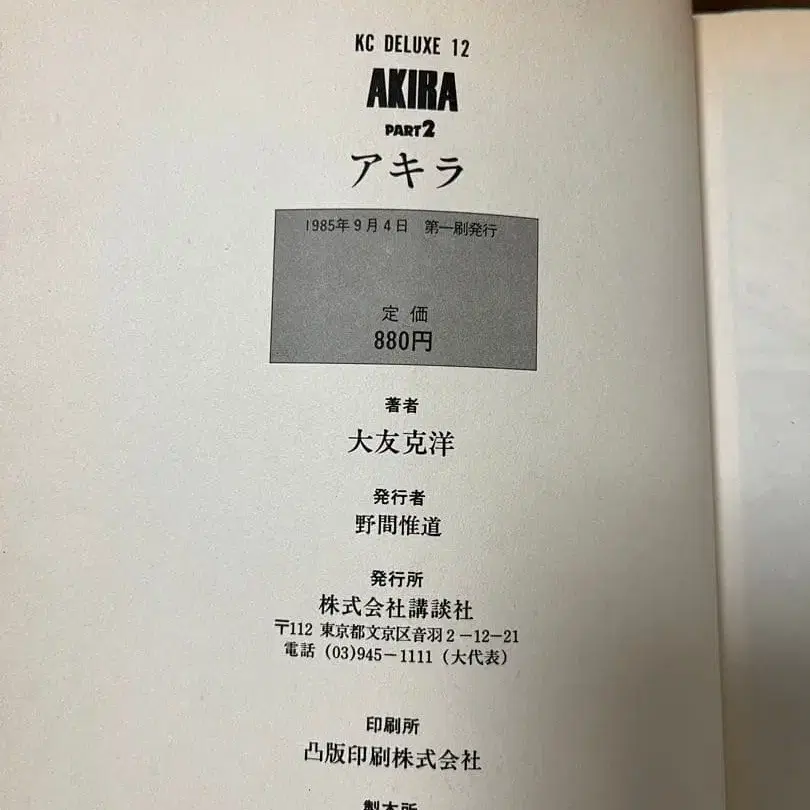 KC DELUXE 12
AKIRA
PART2
アキラ
1985年9月4日 第一刷発行
定価
880円
著者
大友克洋
発行者
野間惟道
発行所
株式会社講談社
〒112 東京都文京区音羽2-12-21
電話 (03)945-1111 (大代表)
印刷所
凸版印刷株式会社
製本所